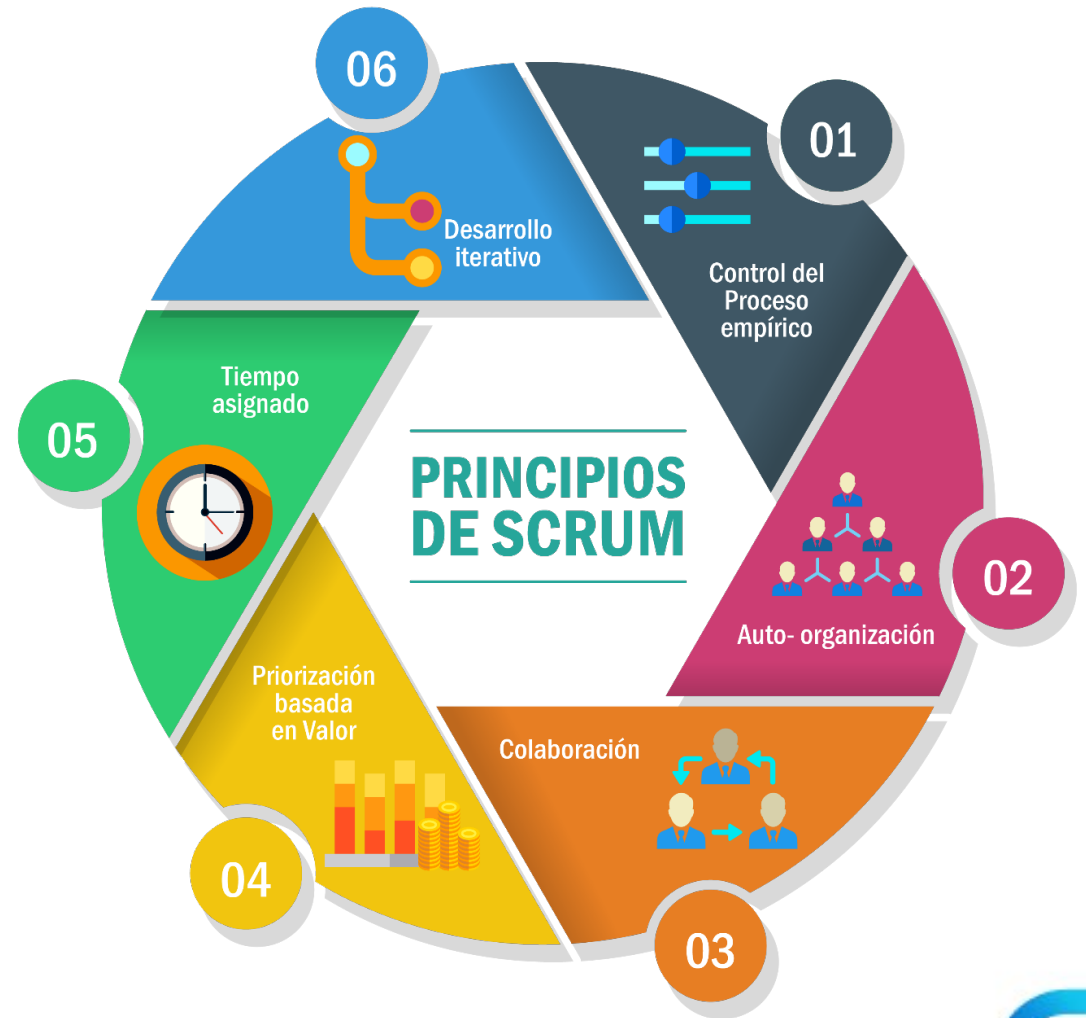 PRINCIPIOS
DE SCRUM
01
Control del
Proceso
empírico
02
Auto- organización
03
Colaboración
04
Priorización
basada
en Valor
05
Tiempo
asignado
06
Desarrollo
iterativo